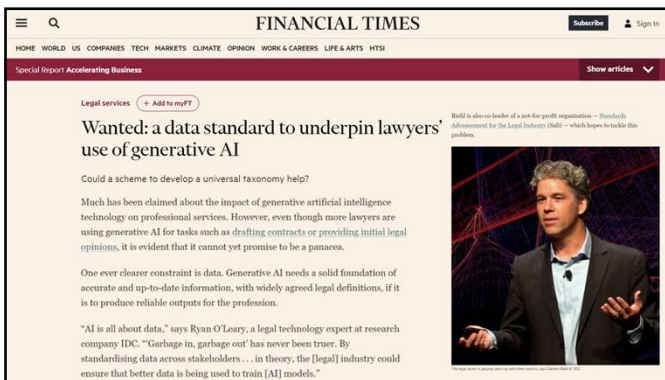 FINANCIAL TIMES
Subscribe
Sign In
HOME WORLD US COMPANIES TECH MARKETS CLIMATE OPINION WORK & CAREERS LIFE & ARTS HTSI
Special Report Accelerating Business
Show articles
Legal services
+ Add to myFT
Wanted: a data standard to underpin lawyers'
use of generative AI
Could a scheme to develop a universal taxonomy help?
Much has been claimed about the impact of generative artificial intelligence
technology on professional services. However, even though more lawyers are
using generative AI for tasks such as drafting contracts or providing initial legal
opinions, it is evident that it cannot yet promise to be a panacea.
One ever clearer constraint is data. Generative AI needs a solid foundation of
accurate and up-to-date information, with widely agreed legal definitions, if it
is to produce reliable outputs for the profession.
“AI is all about data,” says Ryan O'Leary, a legal technology expert at research
company IDC. “‘Garbage in, garbage out’ has never been truer. By
standardising data across stakeholders . . . in theory, the [legal] industry could
ensure that better data is being used to train [AI] models.”
Riehl is also co-leader of a not-for-profit organisation — Standards
Advancement for the Legal Industry (Sali) — which hopes to tackle this
problem.